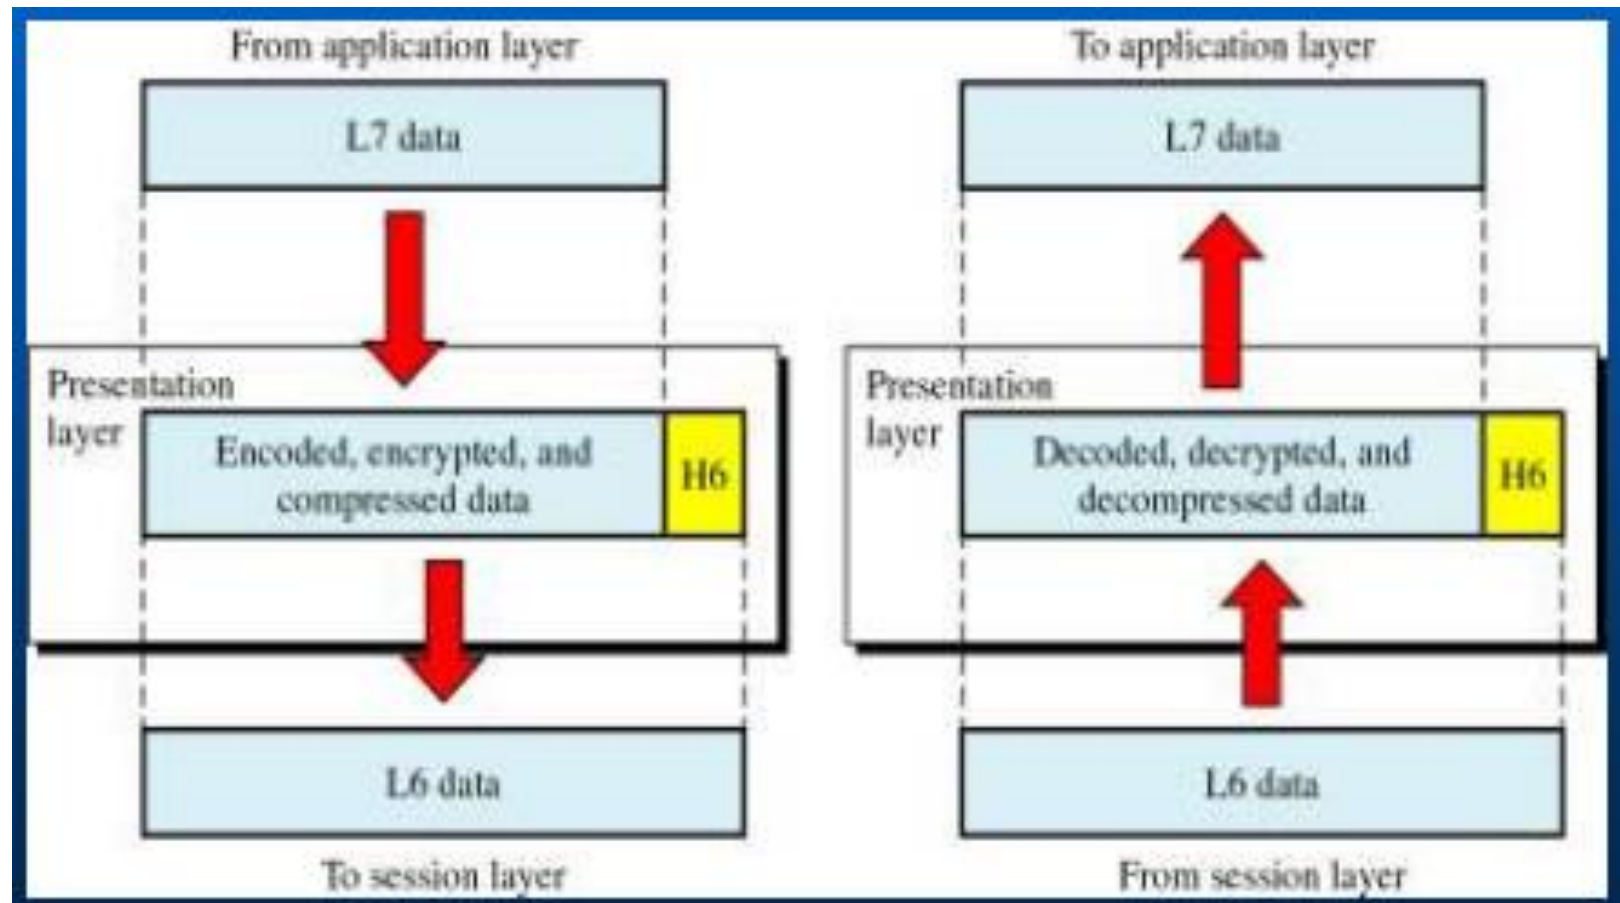 From application layer
L7 data
Presentation
layer
Encoded, encrypted, and
compressed data
H6
L6 data
To session layer
To application layer
L7 data
Presentation
layer
Decoded, decrypted, and
decompressed data
H6
L6 data
From session layer